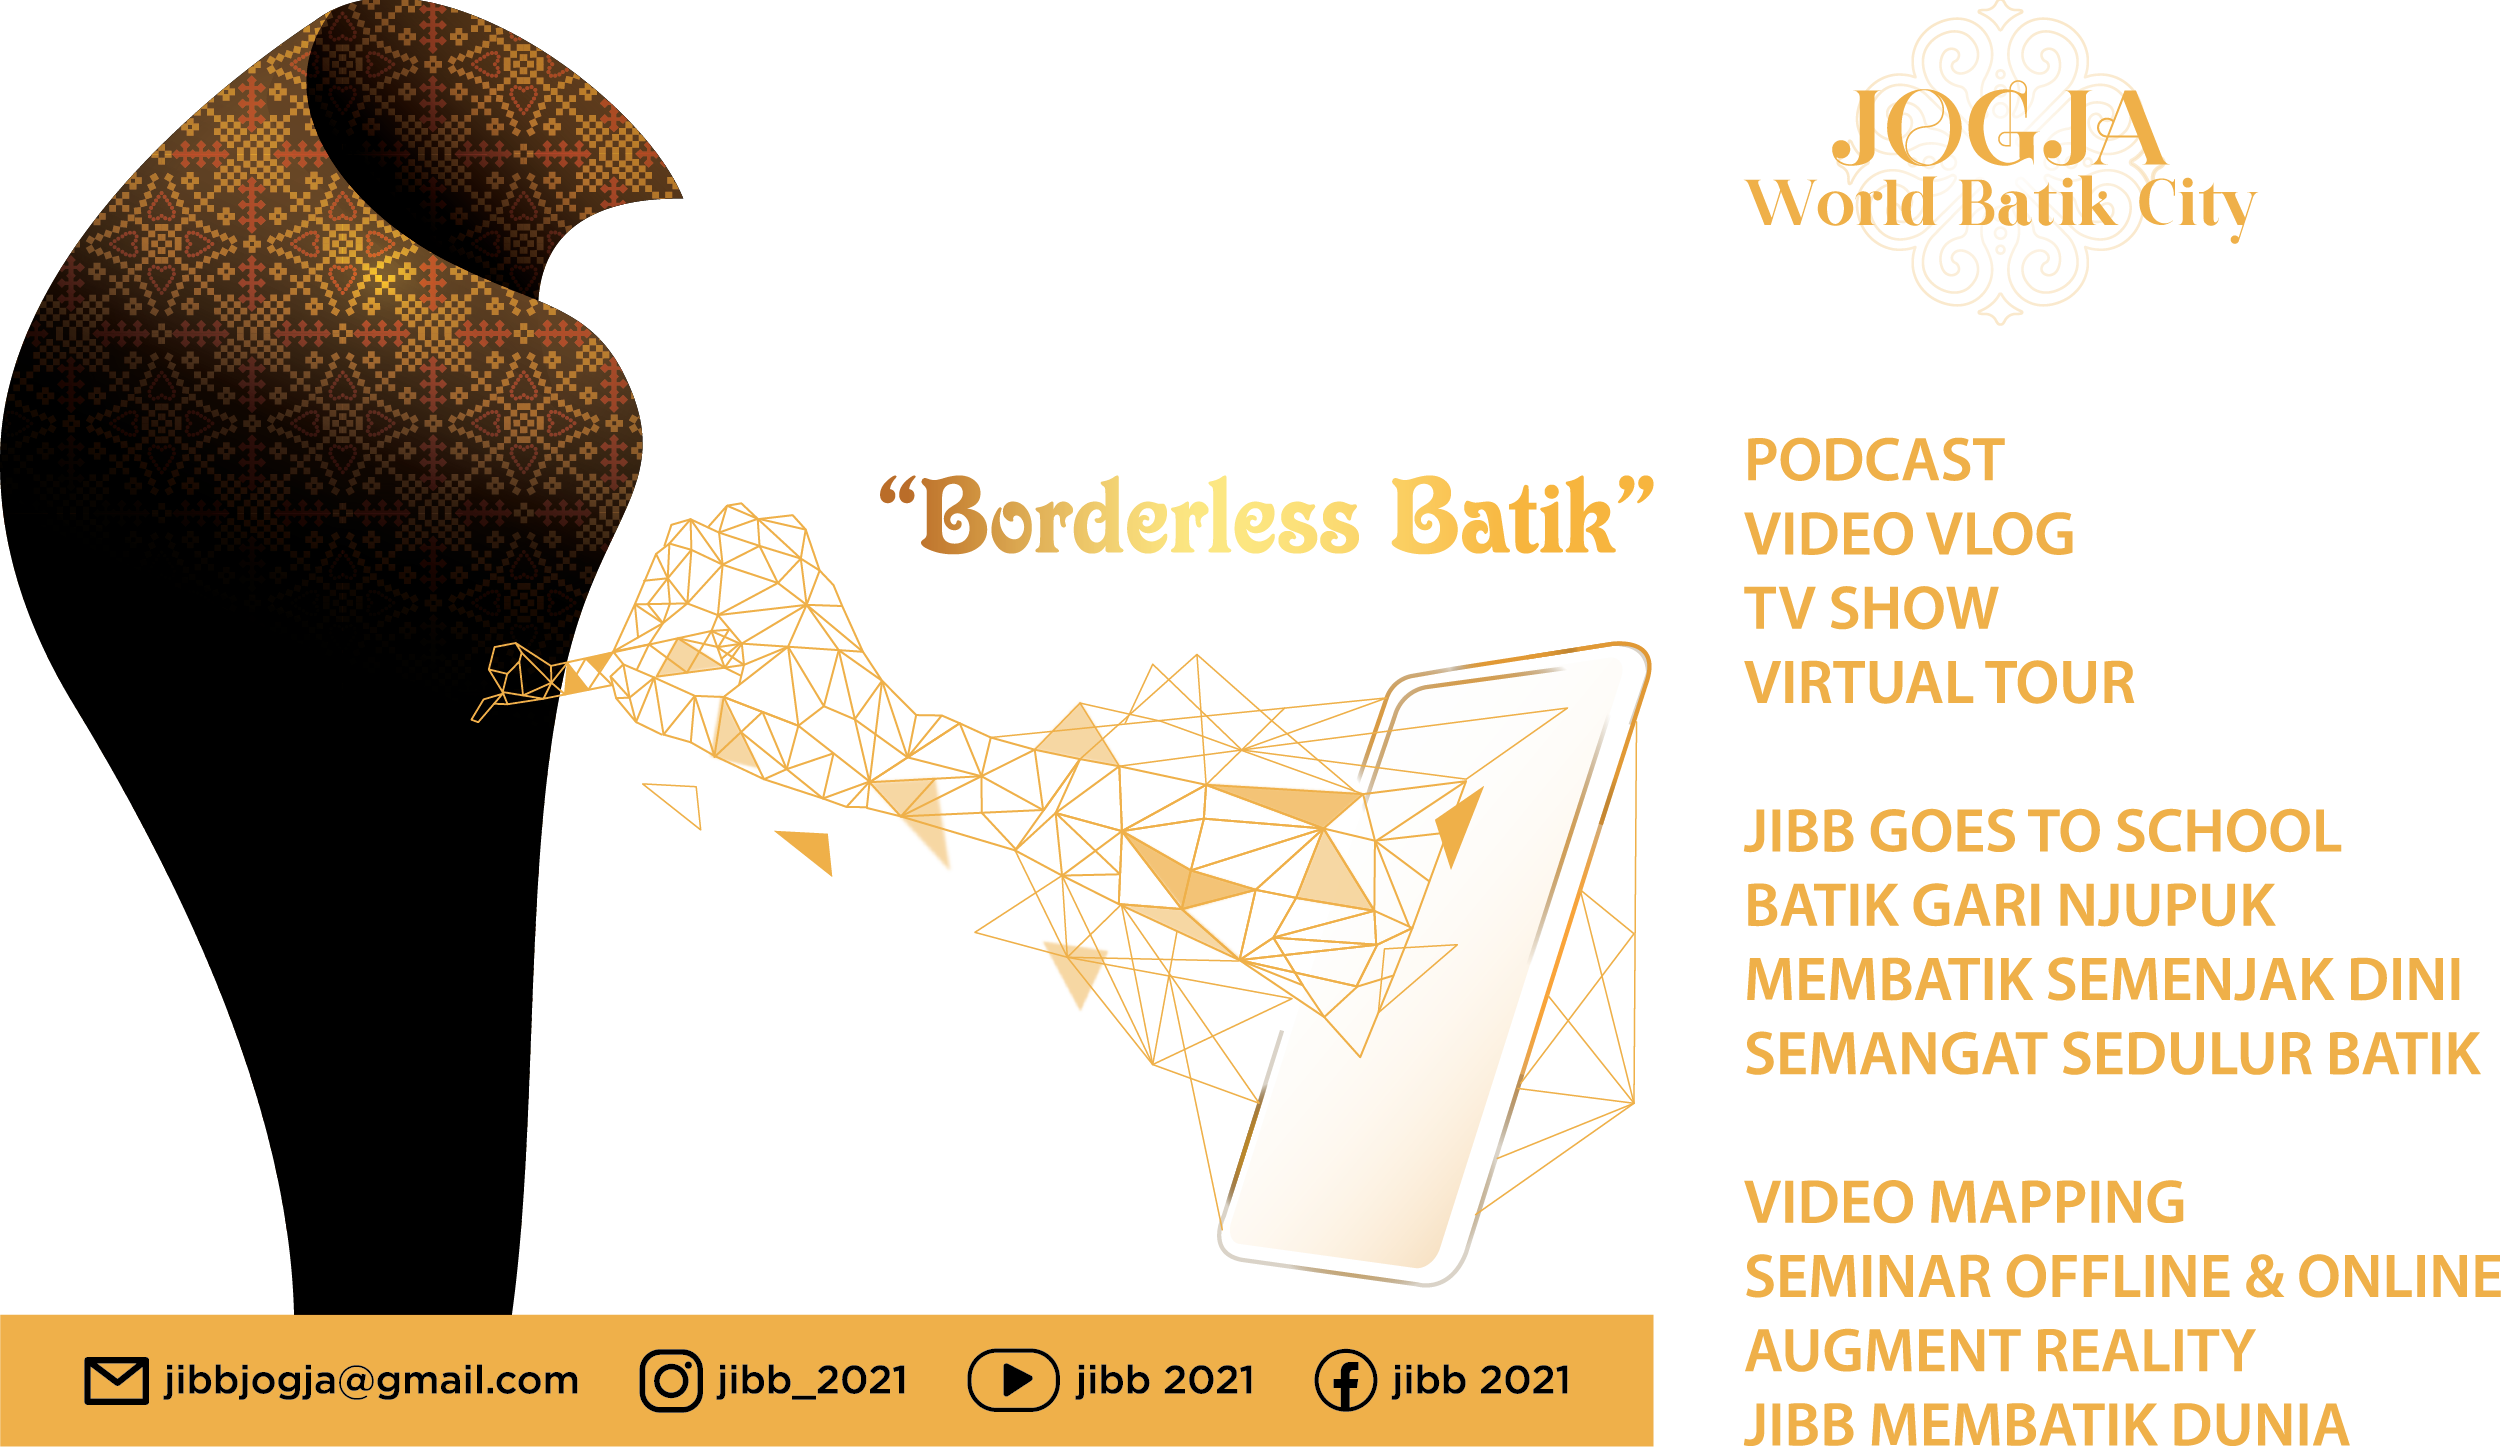 JOGJA
World Batik City
“Borderless Batik”
PODCAST
VIDEO VLOG
TV SHOW
VIRTUAL TOUR
JIBB GOES TO SCHOOL
BATIK GARI NJUPUK
MEMBATIK SEMENJAK DINI
SEMANGAT SEDULUR BATIK
VIDEO MAPPING
SEMINAR OFFLINE & ONLINE
AUGMENT REALITY
JIBB MEMBATIK DUNIA
jibbjogja@gmail.com
jibb_2021
jibb 2021
jibb 2021